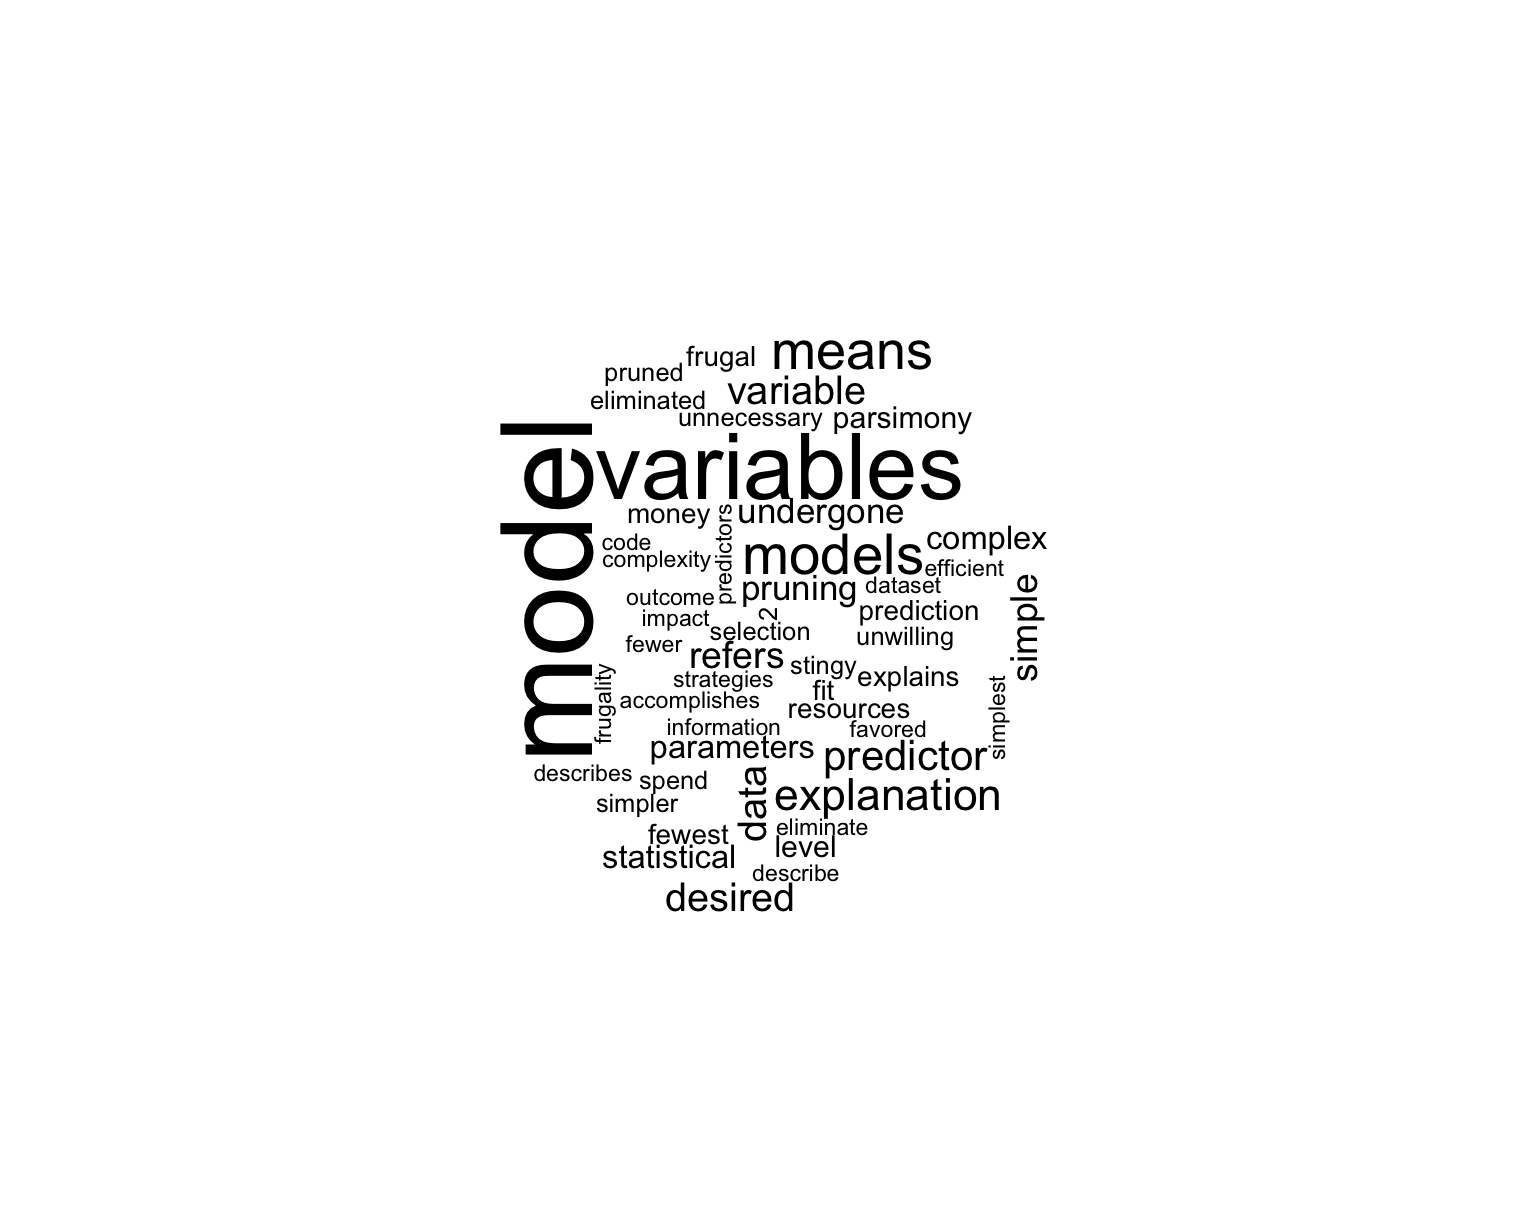 frugal means
pruned
eliminated variable
unnecessary parsimony
model
variables
money predictors undergone
code models complex
complexity efficient
pruning dataset simple
outcome 2 prediction
impact selection unwilling
fewer refers stingy explains
strategies
frugality accomplishes fit
resources simplest
information favored
parameters predictor
describes spend data explanation
simpler
fewest eliminate
statistical level
describe
desired